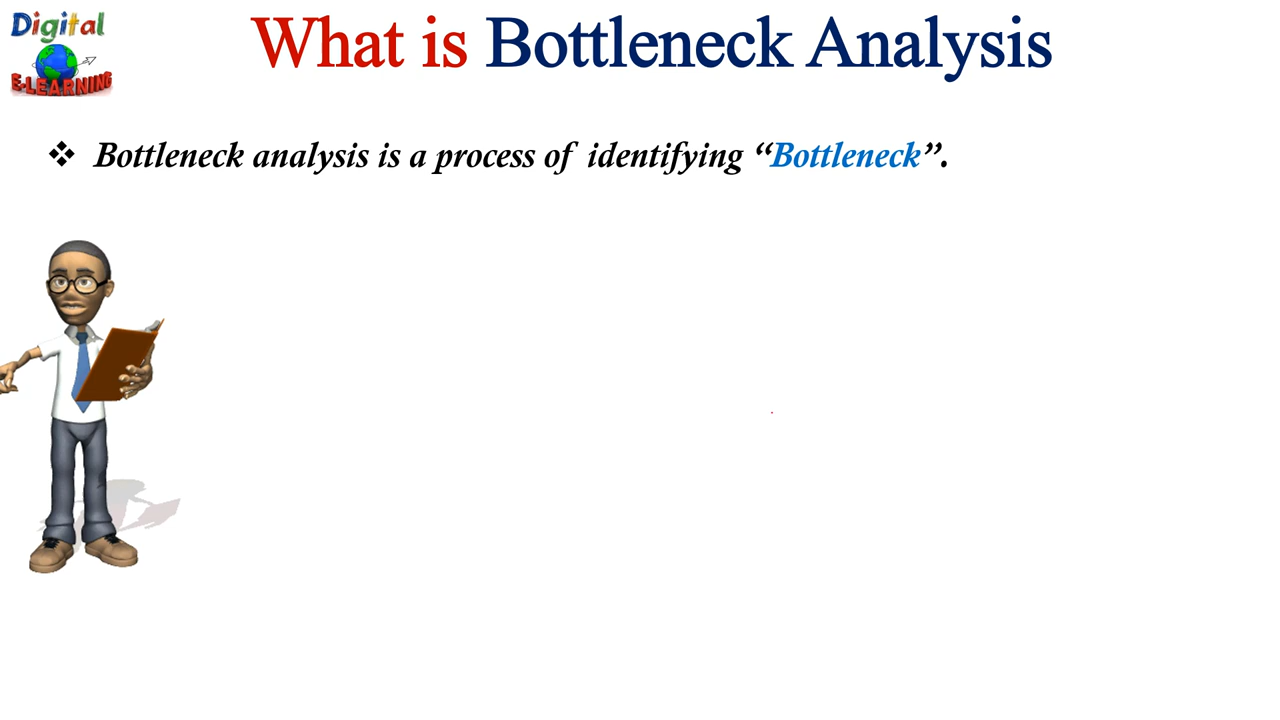 Digital
E-LEARNING
What is Bottleneck Analysis
❖ Bottleneck analysis is a process of identifying “Bottleneck”.